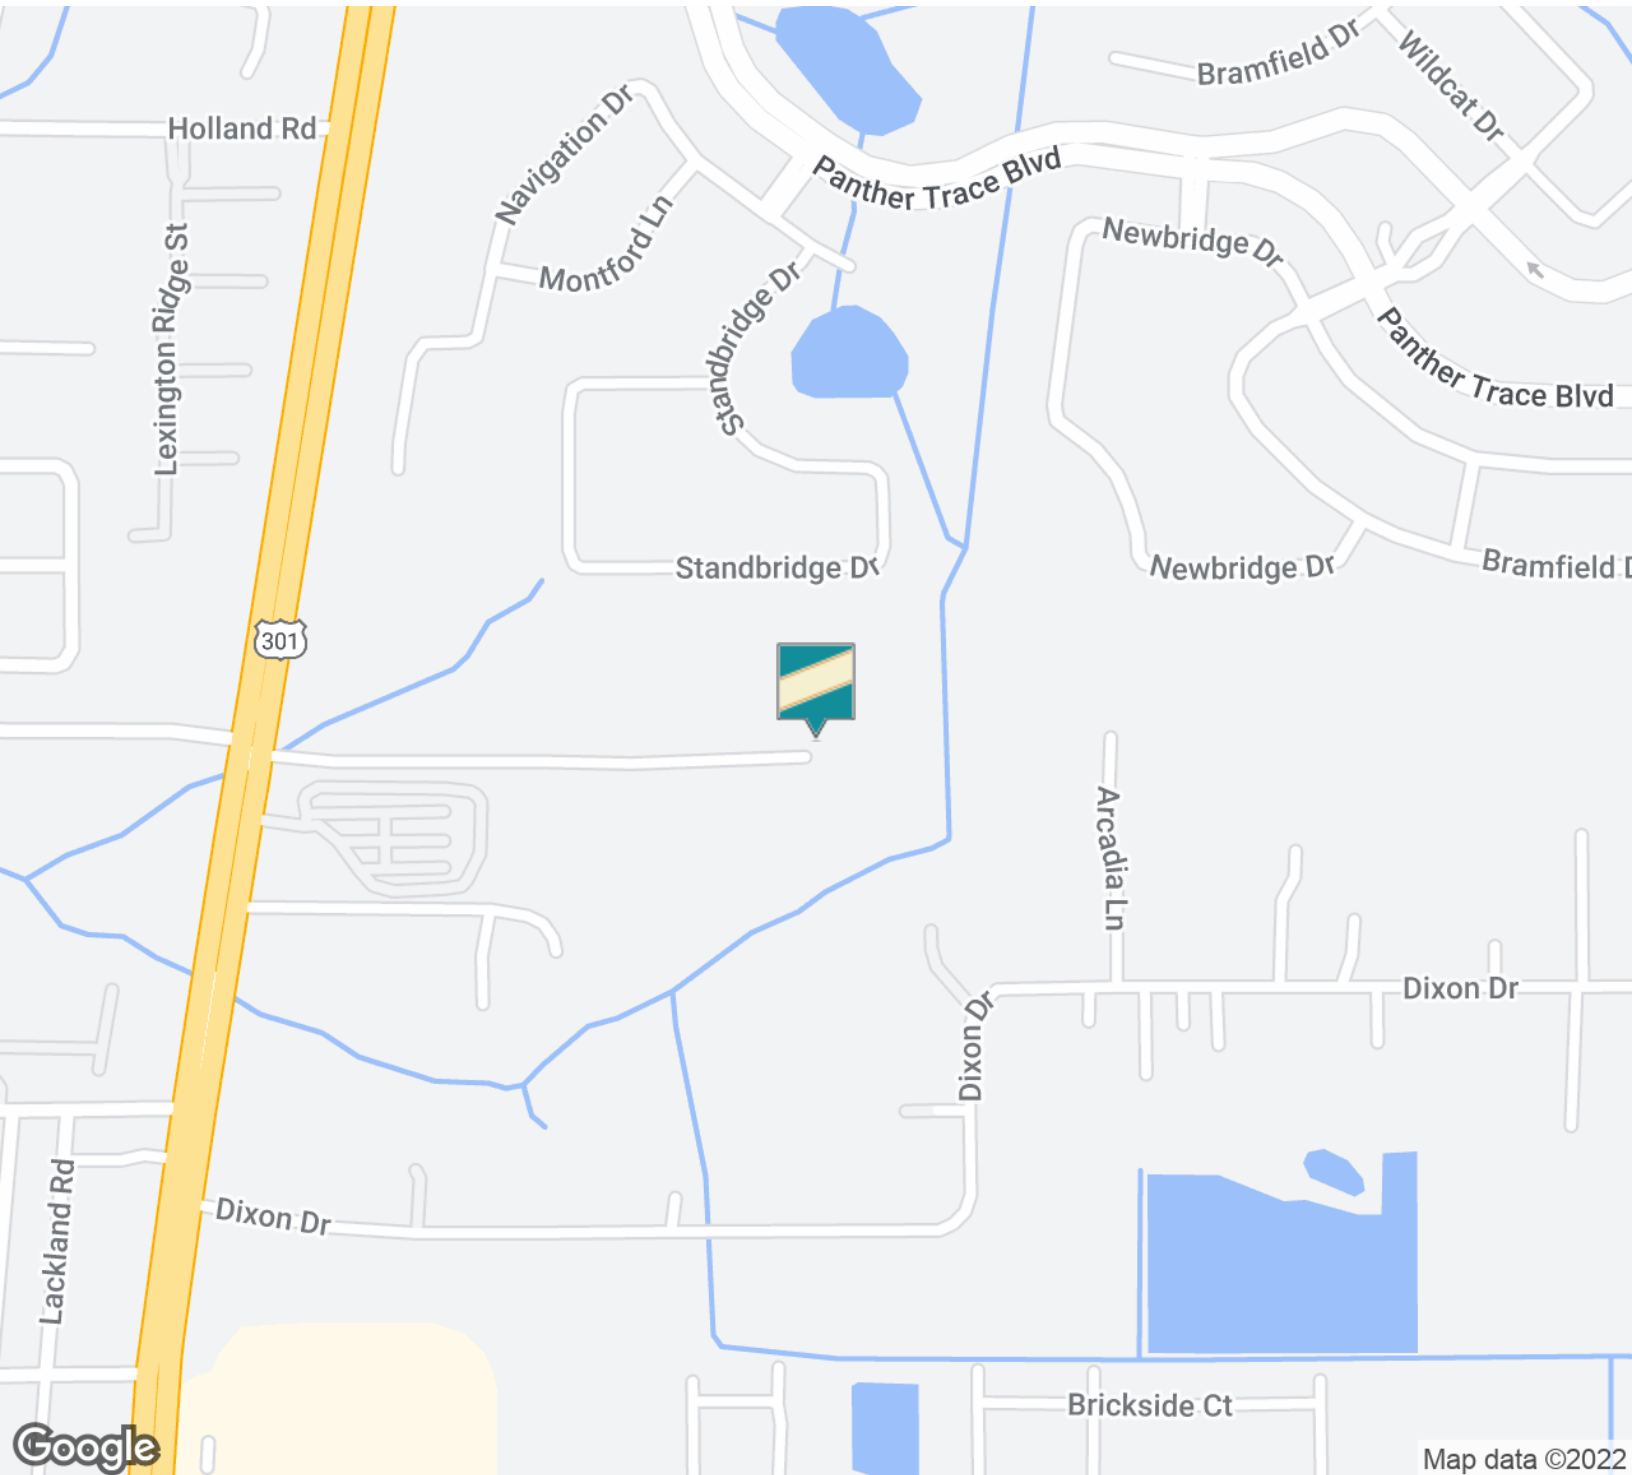 Bramfield Dr
Wildcat Dr
Holland Rd
Navigation Dr
Panther Trace Blvd
Montford Ln
Newbridge Dr
Lexington Ridge St
Standbridge Dr
Panther Trace Blvd
Standbridge Dr
Newbridge Dr
Bramfield D
301
Arcadia Ln
Dixon Dr
Dixon Dr
Lackland Rd
Dixon Dr
Brickside Ct
Google
Map data ©2022